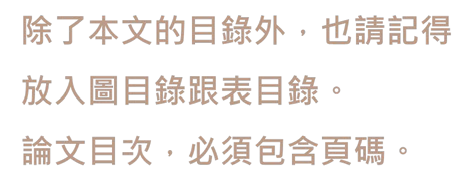 除了本文的目錄外，也請記得
放入圖目錄跟表目錄。
論文目次，必須包含頁碼。